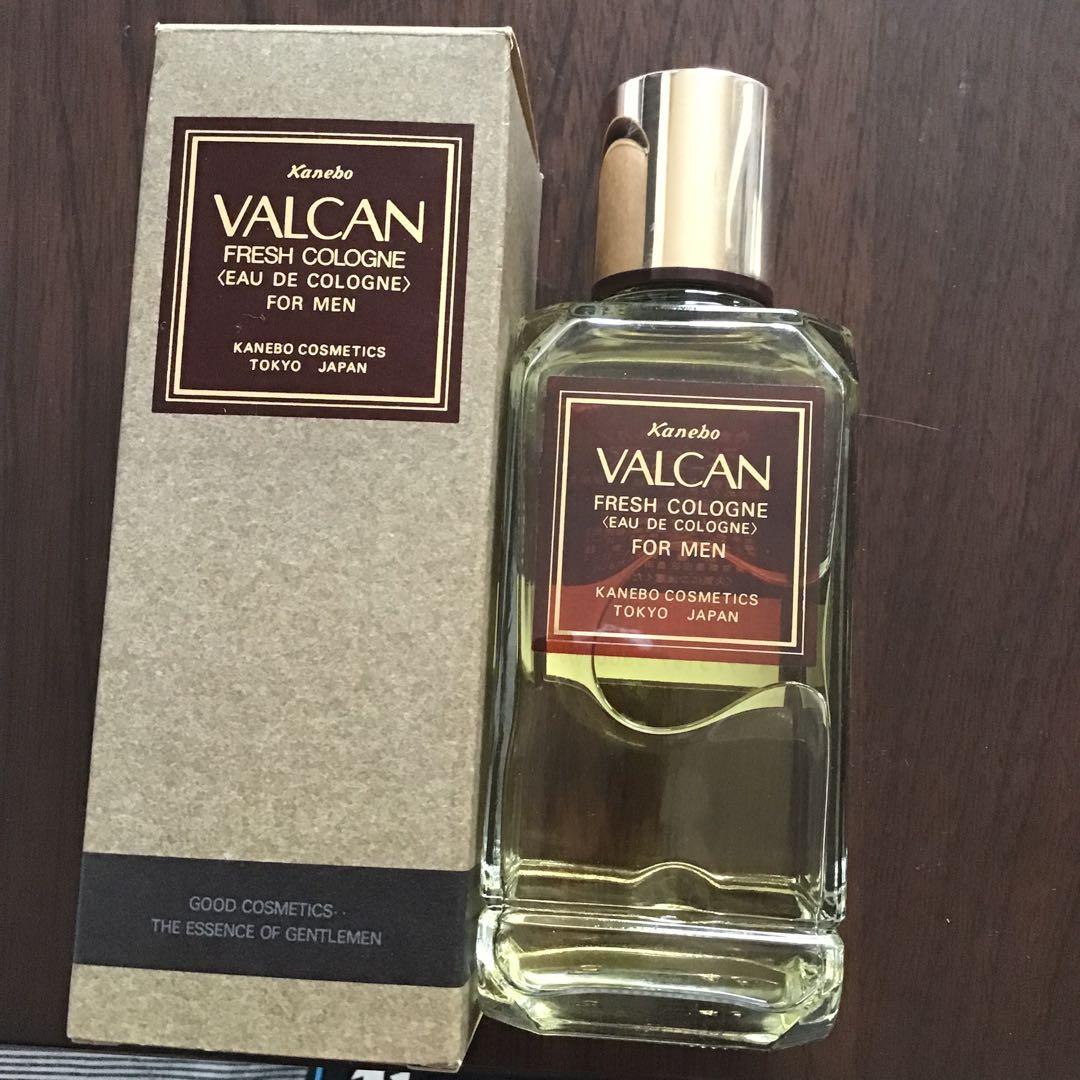 Kanebo
VALCAN
FRESH COLOGNE
〈EAU DE COLOGNE〉
FOR MEN
KANEBO COSMETICS
TOKYO JAPAN
GOOD COSMETICS··
THE ESSENCE OF GENTLEMEN
Kanebo
VALCAN
FRESH COLOGNE
〈EAU DE COLOGNE〉
FOR MEN
KANEBO COSMETICS
TOKYO JAPAN